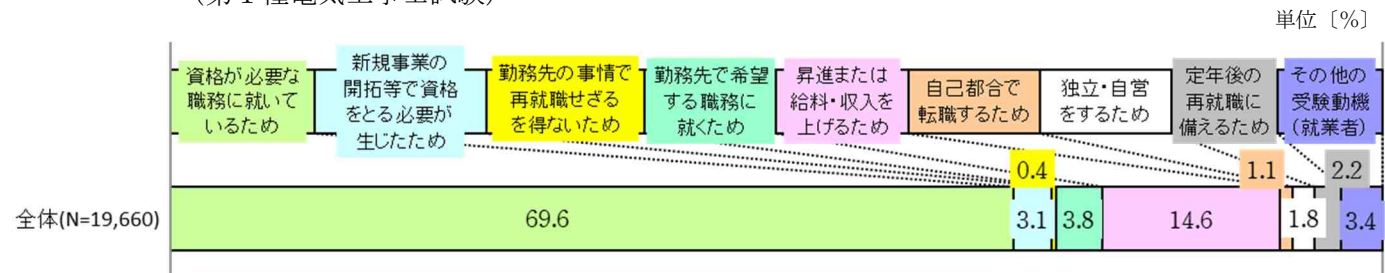 （第1種電気工事士試験）
単位〔%〕
資格が必要な
職務に就いて
いるため
新規事業の
開拓等で資格
をとる必要が
生じたため
勤務先の事情で
再就職せざる
を得ないため
勤務先で希望
する職務に
就くため
昇進または
給料・収入を
上げるため
自己都合で
転職するため
独立・自営
をするため
定年後の
再就職に
備えるため
その他の
受験動機
（就業者）
0.4
1.1
2.2
全体(N=19,660)
69.6
3.1
3.8
14.6
1.8
3.4